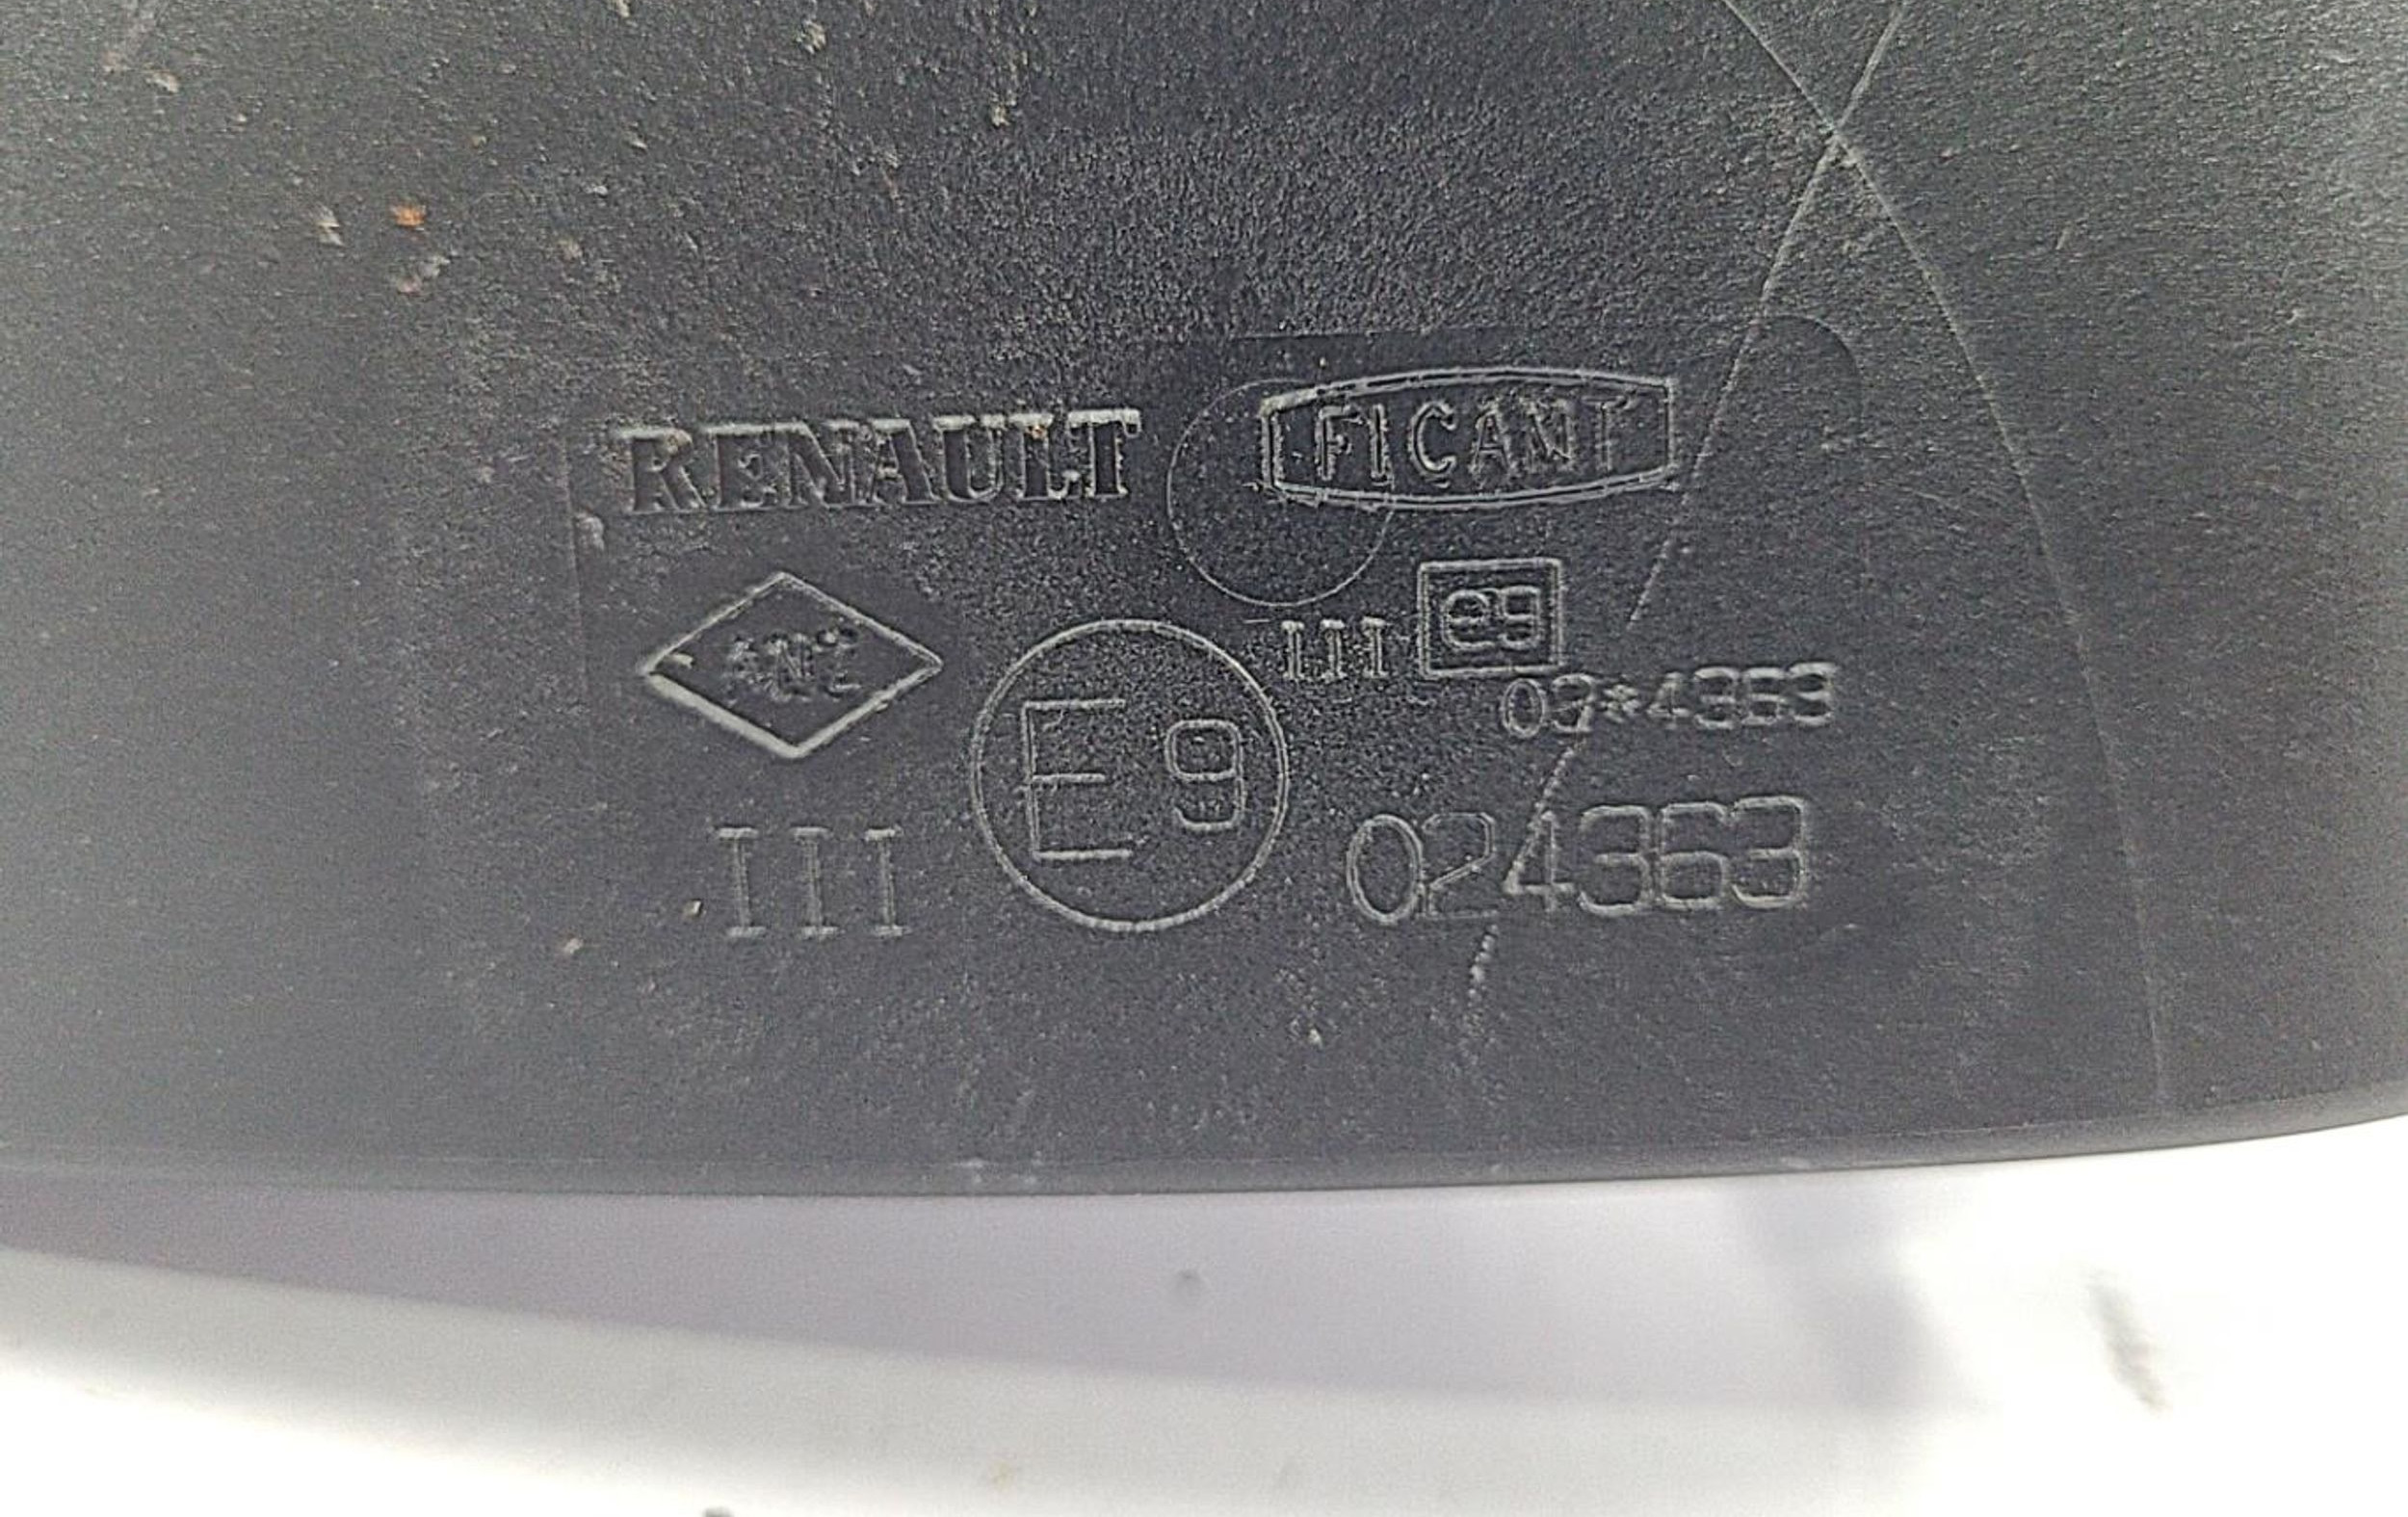 RENAULT FICANT
III e9
03*4363
III E9 024363